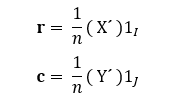 r = 1/n (X´)1_I
c = 1/n (Y´)1_J